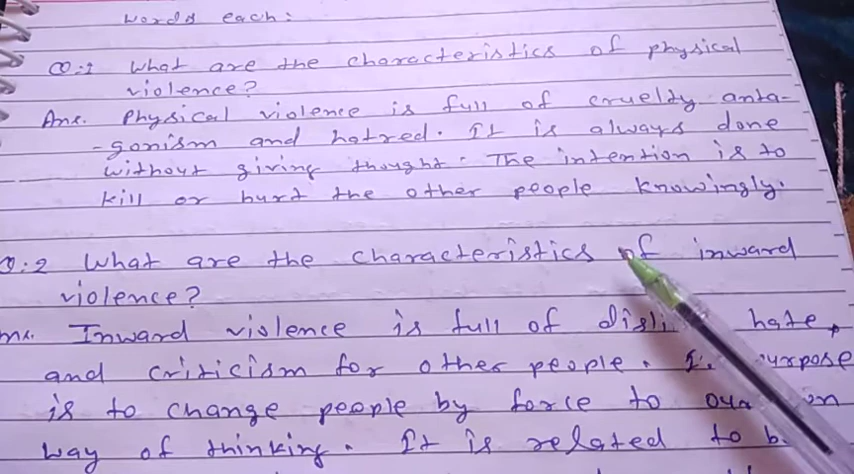 words each:
Q:1 What are the characteristics of physical
violence?
Ans. Physical violence is full of cruelty anta-
-gonism and hatred. It is always done
without giving thought. The intention is to
kill or hurt the other people knowingly.
Q:2 What are the characteristics of inward
violence?
Ans. Inward violence is full of hate,
and criticism for other people. purpose
is to change people by force to
way of thinking. It is related to